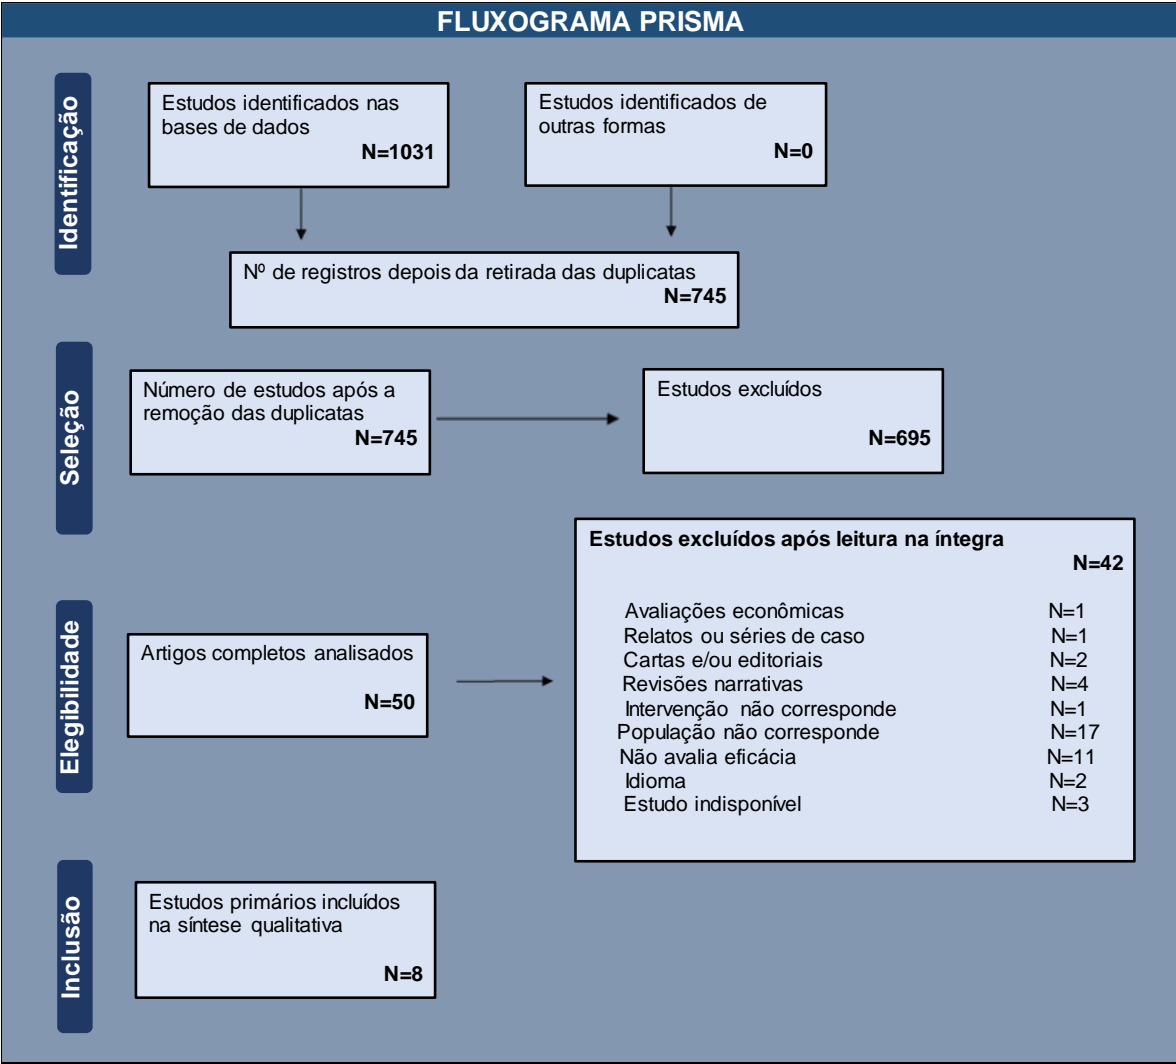 FLUXOGRAMA PRISMA
Identificação
Estudos identificados nas
bases de dados
N=1031
Estudos identificados de
outras formas
N=0
Nº de registros depois da retirada das duplicatas
N=745
Seleção
Número de estudos após a
remoção das duplicatas
N=745
Estudos excluídos
N=695
Elegibilidade
Artigos completos analisados
N=50
Estudos excluídos após leitura na íntegra
N=42
Avaliações econômicas N=1
Relatos ou séries de caso N=1
Cartas e/ou editoriais N=2
Revisões narrativas N=4
Intervenção não corresponde N=1
População não corresponde N=17
Não avalia eficácia N=11
Idioma N=2
Estudo indisponível N=3
Inclusão
Estudos primários incluídos
na síntese qualitativa
N=8